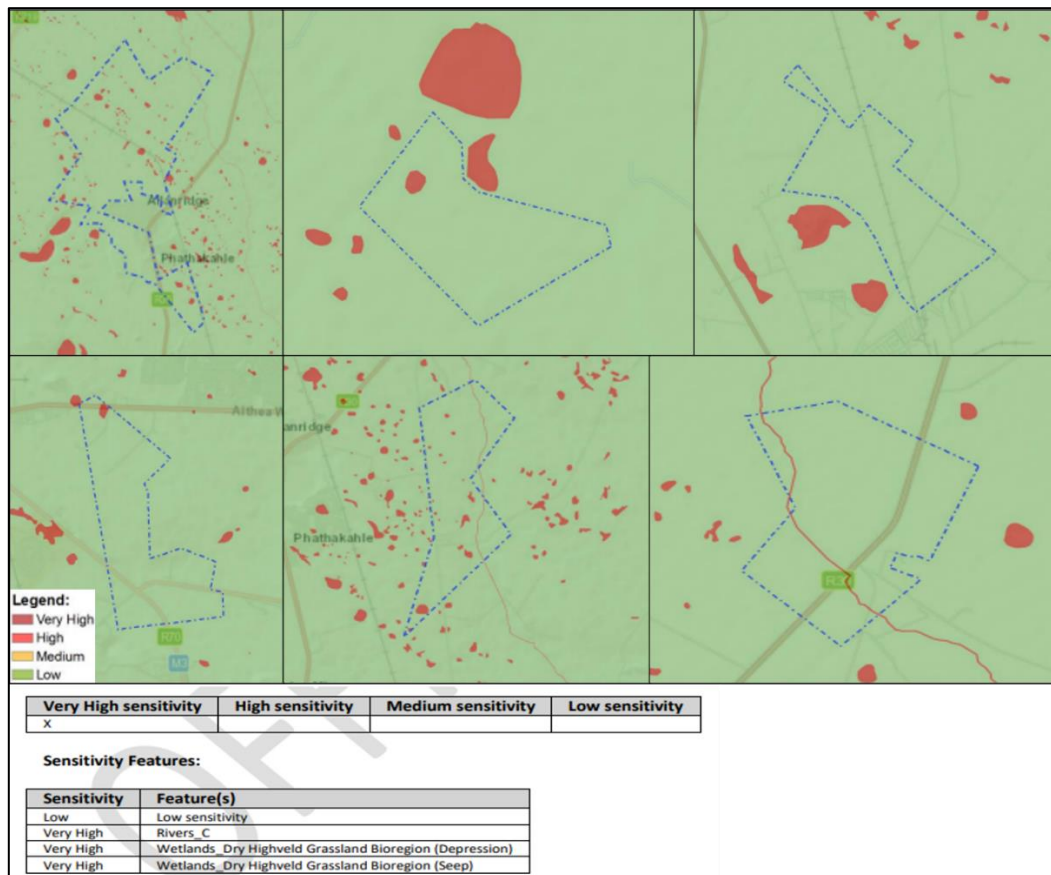 Allanridge
Phathakahle
Althea
R70
M3
anridge
Phathakahle
Legend:
Very High
High
Medium
Low
Very High sensitivity High sensitivity Medium sensitivity Low sensitivity
X
Sensitivity Features:
Sensitivity Feature(s)
Low Low sensitivity
Very High Rivers_C
Very High Wetlands_Dry Highveld Grassland Bioregion (Depression)
Very High Wetlands_Dry Highveld Grassland Bioregion (Seep)